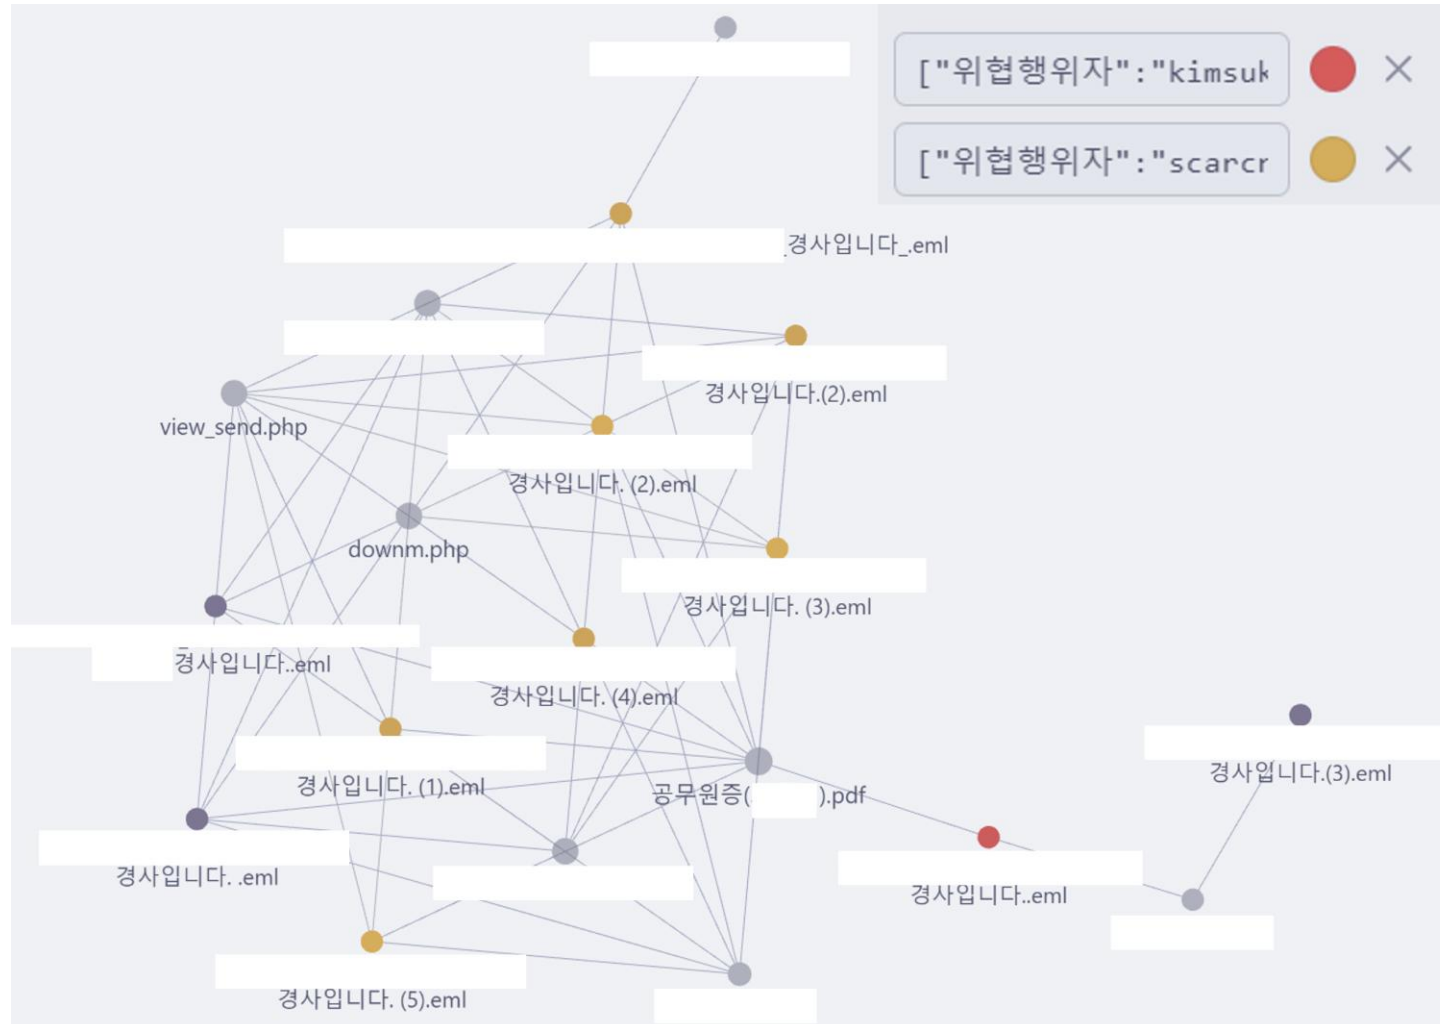 ["위협행위자":"kimsuk
["위협행위자":"scarcr
_경사입니다_.eml
경사입니다.(2).eml
view_send.php
경사입니다. (2).eml
downm.php
경사입니다. (3).eml
경사입니다..eml
경사입니다. (4).eml
경사입니다.(3).eml
경사입니다. (1).eml
공무원증( ).pdf
경사입니다. .eml
경사입니다..eml
경사입니다. (5).eml